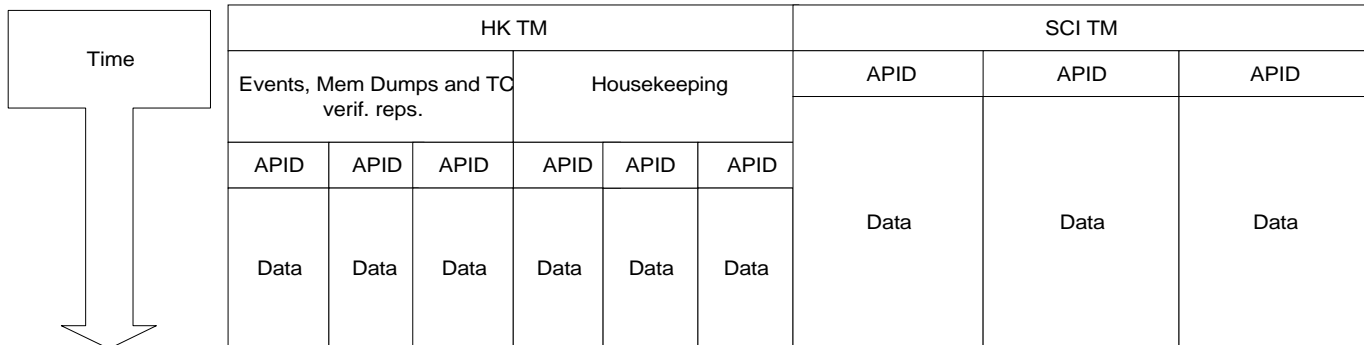 HK TM
SCI TM
Time
Events, Mem Dumps and TC
verif. reps.
Housekeeping
APID APID APID
APID APID APID APID APID APID
Data Data Data
Data Data Data Data Data Data